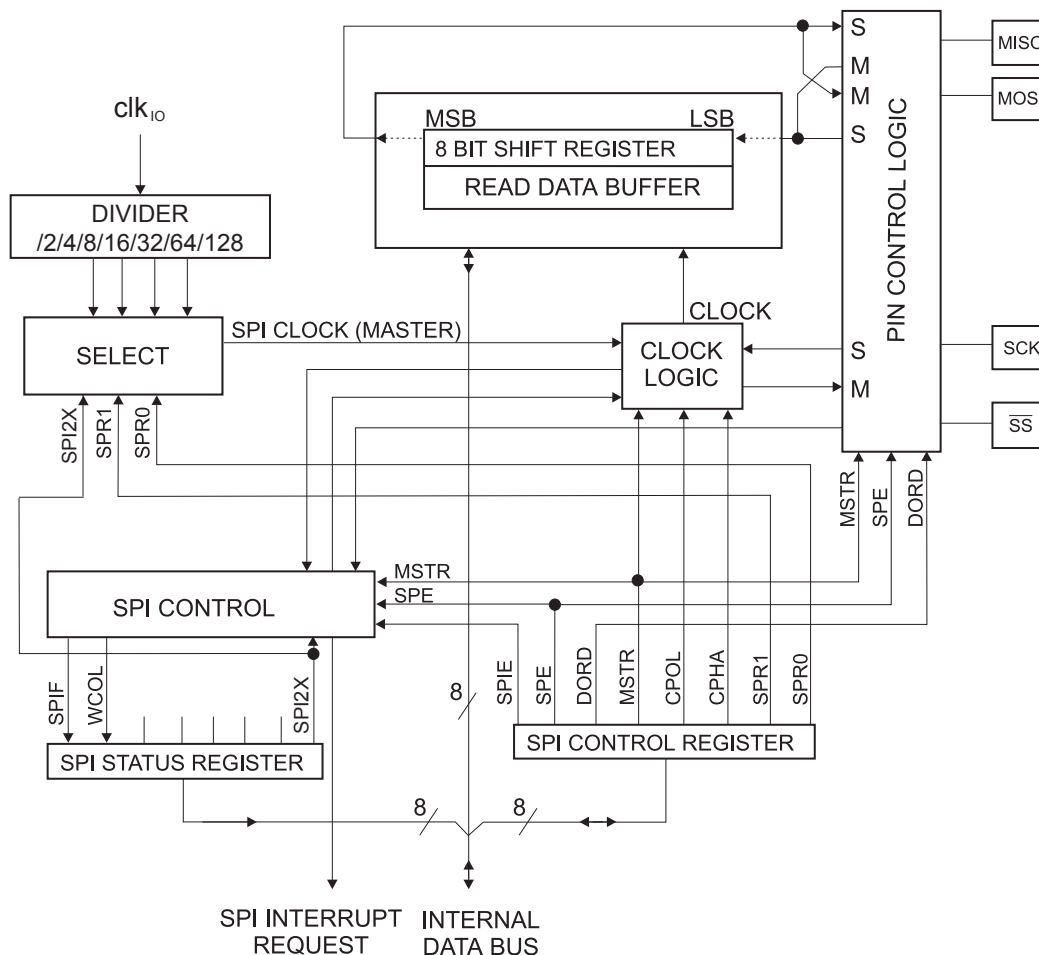 clk IO
DIVIDER
/2/4/8/16/32/64/128
SELECT
SPI CLOCK (MASTER)
SPI2X
SPR1
SPR0
MSB
LSB
8 BIT SHIFT REGISTER
READ DATA BUFFER
CLOCK
CLOCK
LOGIC
S
M
M
S
S
M
PIN CONTROL LOGIC
MISO
MOSI
SCK
SS
MSTR
SPE
DORD
SPI CONTROL
MSTR
SPE
SPIF
WCOL
SPI2X
SPI STATUS REGISTER
8
SPIE
SPE
DORD
MSTR
CPOL
CPHA
SPR1
SPR0
SPI CONTROL REGISTER
8
8
SPI INTERRUPT
REQUEST
INTERNAL
DATA BUS